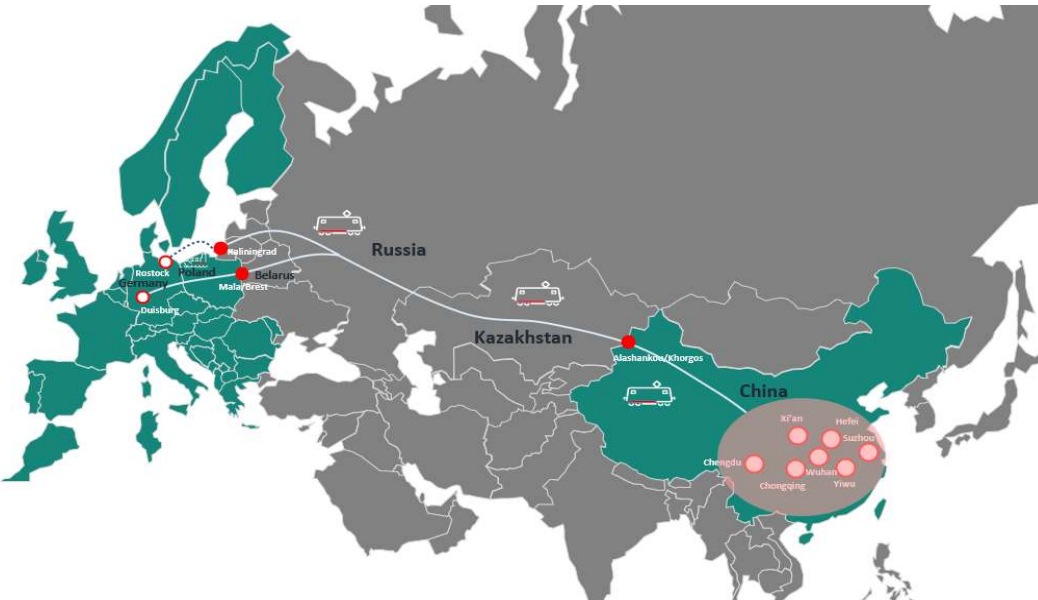 Russia
Kaliningrad
Rostock
Poland
Belarus
Germany
Mala/Brest
Duisburg
Kazakhstan
Alashankou/Khorgos
China
Xi'an
Hefei
Suzhou
Chengdu
Wuhan
Chongqing
Yiwu